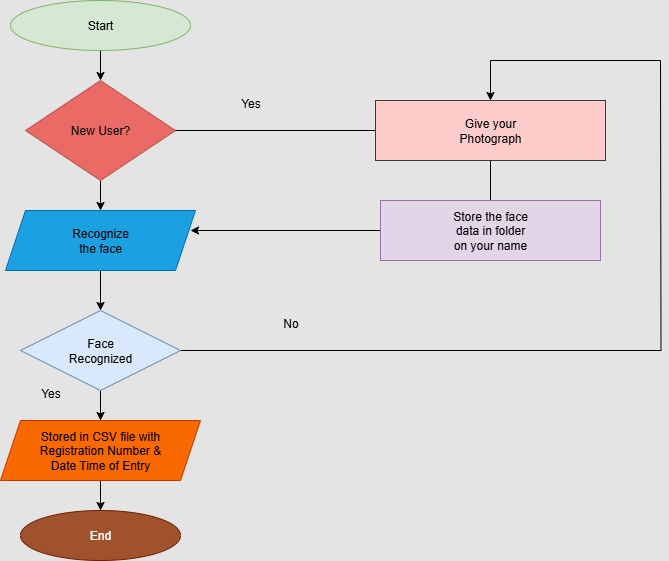 Start
New User?
Yes
Give your
Photograph
Store the face
data in folder
on your name
Recognize
the face
Face
Recognized
No
Yes
Stored in CSV file with
Registration Number &
Date Time of Entry
End